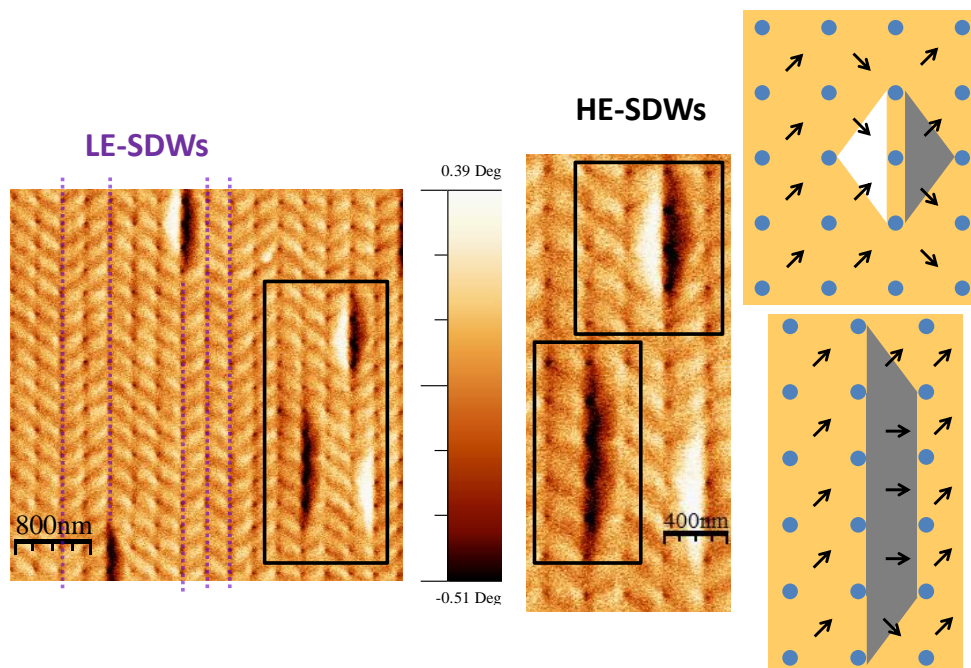 LE-SDWs
HE-SDWs
0.39 Deg
800nm
-0.51 Deg
400nm